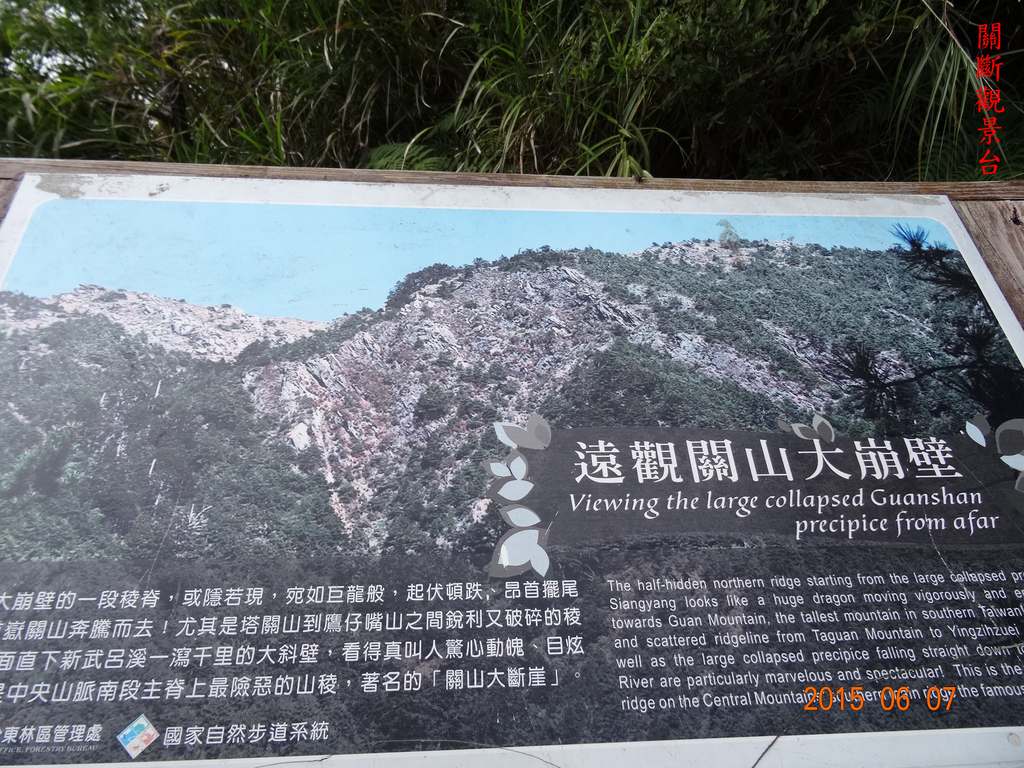 關斷觀景台
遠觀關山大崩壁
Viewing the large collapsed Guanshan
precipice from afar
大崩壁的一段稜脊，或隱若現，宛如巨龍般，起伏頓跌、昂首擺尾
嶽關山奔騰而去！尤其是塔關山到鷹仔嘴山之間銳利又破碎的稜
面直下新武呂溪一瀉千里的大斜壁，看得真叫人驚心動魄、目炫
是中央山脈南段主脊上最險惡的山稜，著名的「關山大斷崖」。
The half-hidden northern ridge starting from the large collapsed
Siangyang looks like a huge dragon moving vigorously and
towards Guan Mountain, the tallest mountain in southern Taiwan
and scattered ridgeline from Taguan Mountain to Yingzihzuei
well as the large collapsed precipice falling straight down
River are particularly marvelous and spectacular! This is the
ridge on the Central Mountains southern ridge, the famous
東林區管理處
OFFICE, FORESTRY BUREAU
國家自然步道系統
2015 06 07